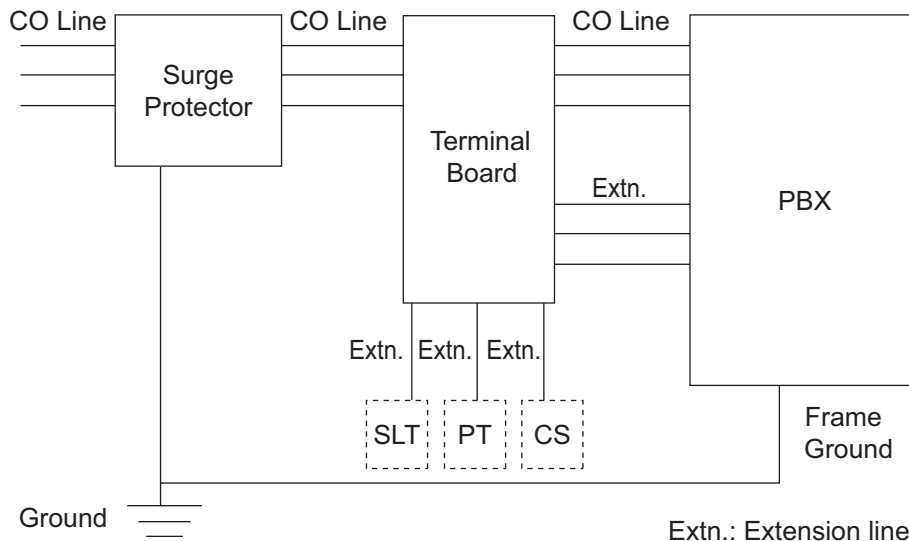 CO Line
CO Line
CO Line
Surge
Protector
Terminal
Board
Extn.
PBX
Extn.
Extn.
Extn.
SLT
PT
CS
Frame
Ground
Ground
Extn.: Extension line